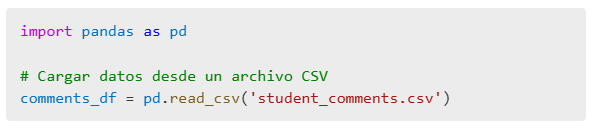 import pandas as pd
# Cargar datos desde un archivo CSV
comments_df = pd.read_csv('student_comments.csv')